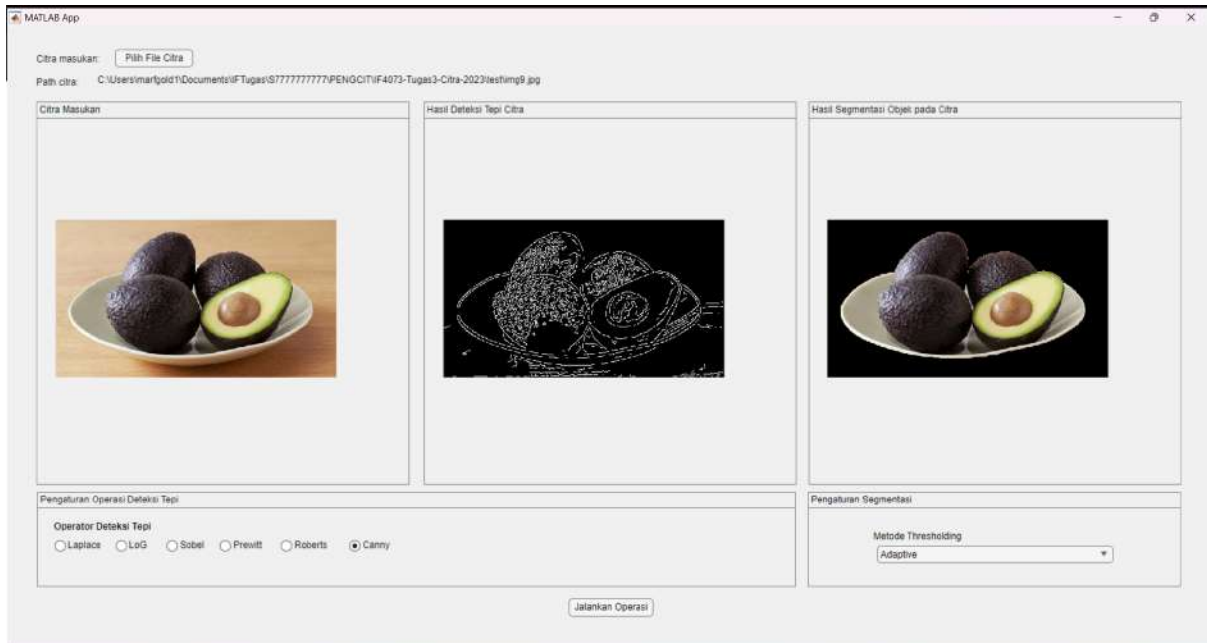 MATLAB App
Citra masukan: Pilih File Citra
Path citra: C:\Users\marfgold1\Documents\IFTugas\S7777777777\PENGCIT\IF4073-Tugas3-Citra-2023\test\img9.jpg
Citra Masukan
Hasil Deteksi Tepi Citra
Hasil Segmentasi Objek pada Citra
Pengaturan Operasi Deteksi Tepi
Operator Deteksi Tepi
Laplace LoG Sobel Prewitt Roberts Canny
Pengaturan Segmentasi
Metode Thresholding
Adaptive
Jalankan Operasi